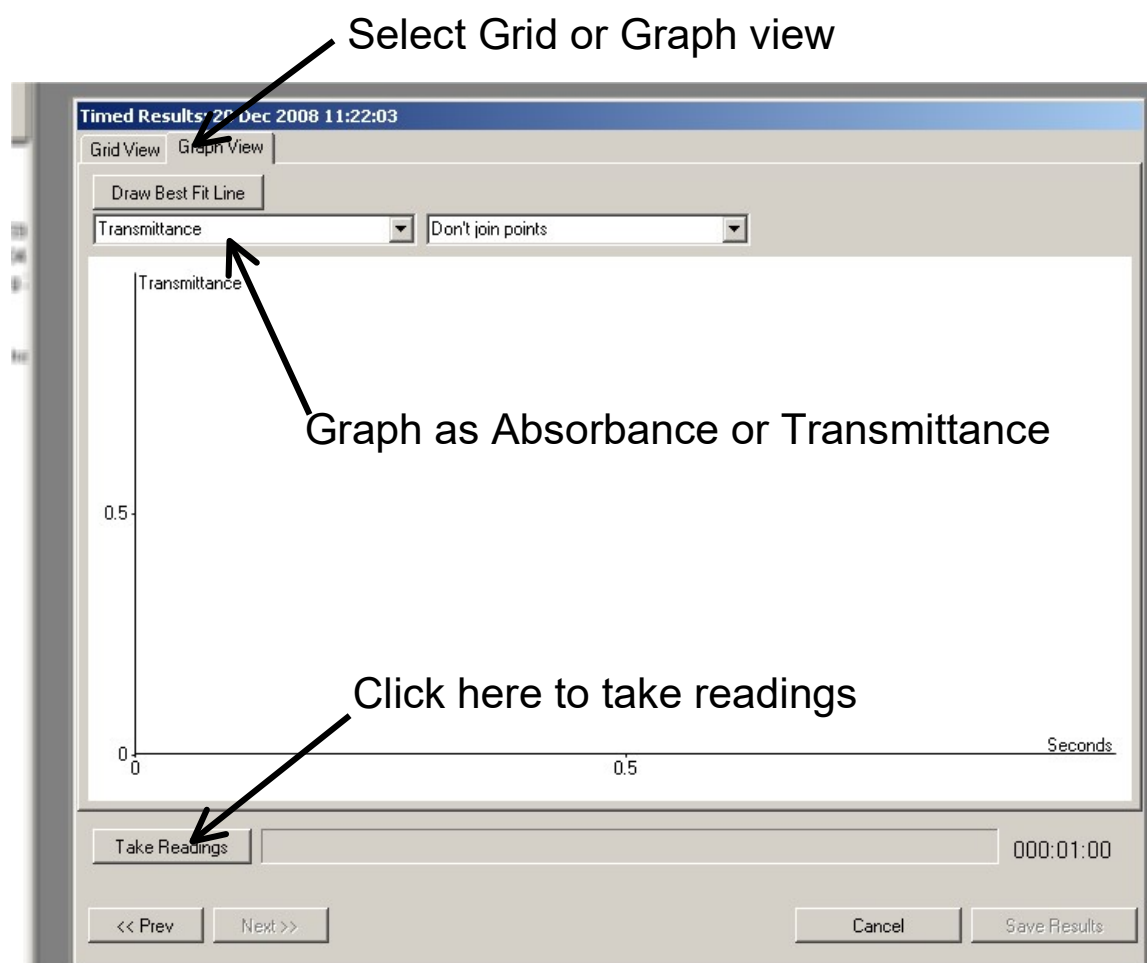 Select Grid or Graph view
Timed Results: 20 Dec 2008 11:22:03
Grid View Graph View
Draw Best Fit Line
Transmittance Don't join points
Transmittance
Graph as Absorbance or Transmittance
0.5
Click here to take readings
Seconds
0
0 0.5
Take Readings 000:01:00
<< Prev Next >> Cancel Save Results